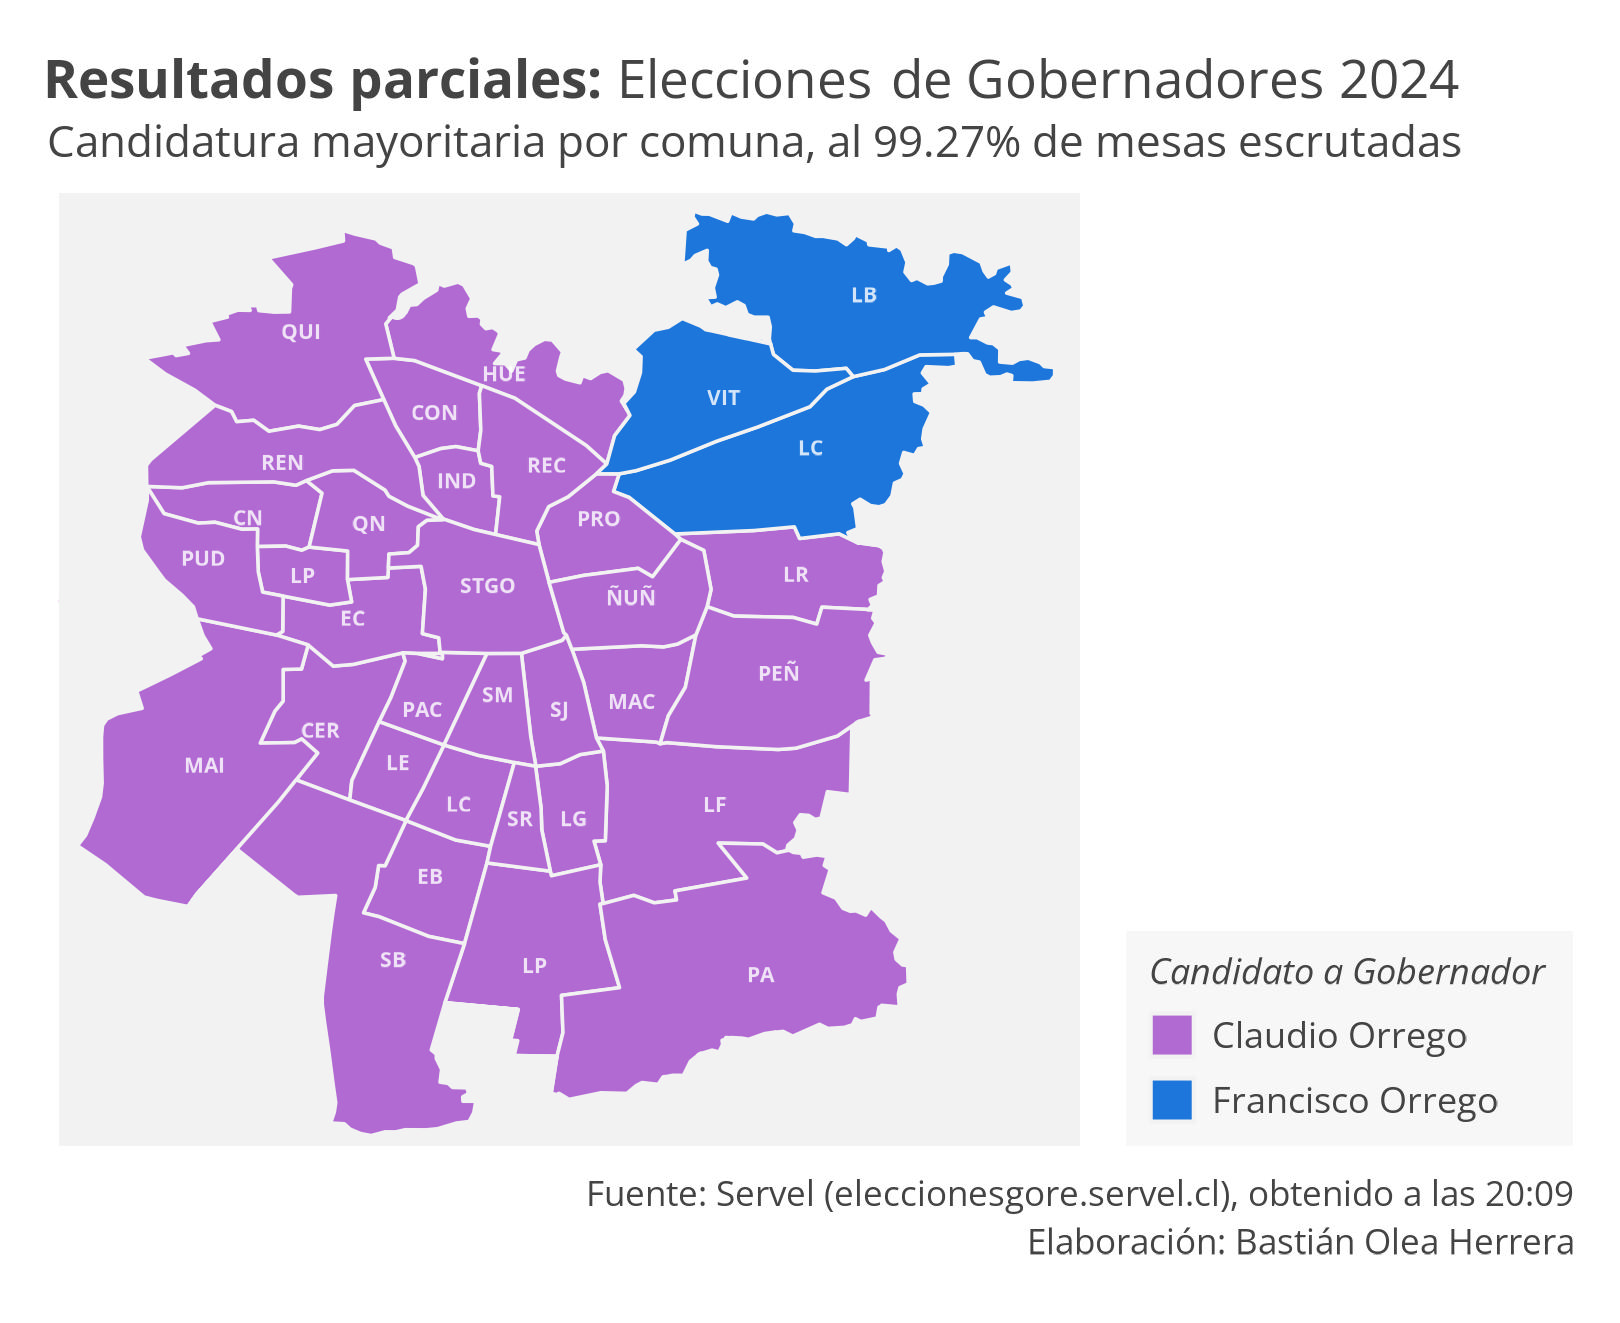 Resultados parciales: Elecciones de Gobernadores 2024
Candidatura mayoritaria por comuna, al 99.27% de mesas escrutadas
LB
QUI
HUE
VIT
CON
LC
REN
REC
IND
CN
QN
PRO
PUD
LP
STGO
LR
ÑUÑ
EC
PEÑ
SM
PAC
SJ
MAC
CER
LE
MAI
LC
SR
LG
LF
EB
SB
LP
PA
Candidato a Gobernador
Claudio Orrego
Francisco Orrego
Fuente: Servel (eleccionesgore.servel.cl), obtenido a las 20:09
Elaboración: Bastián Olea Herrera